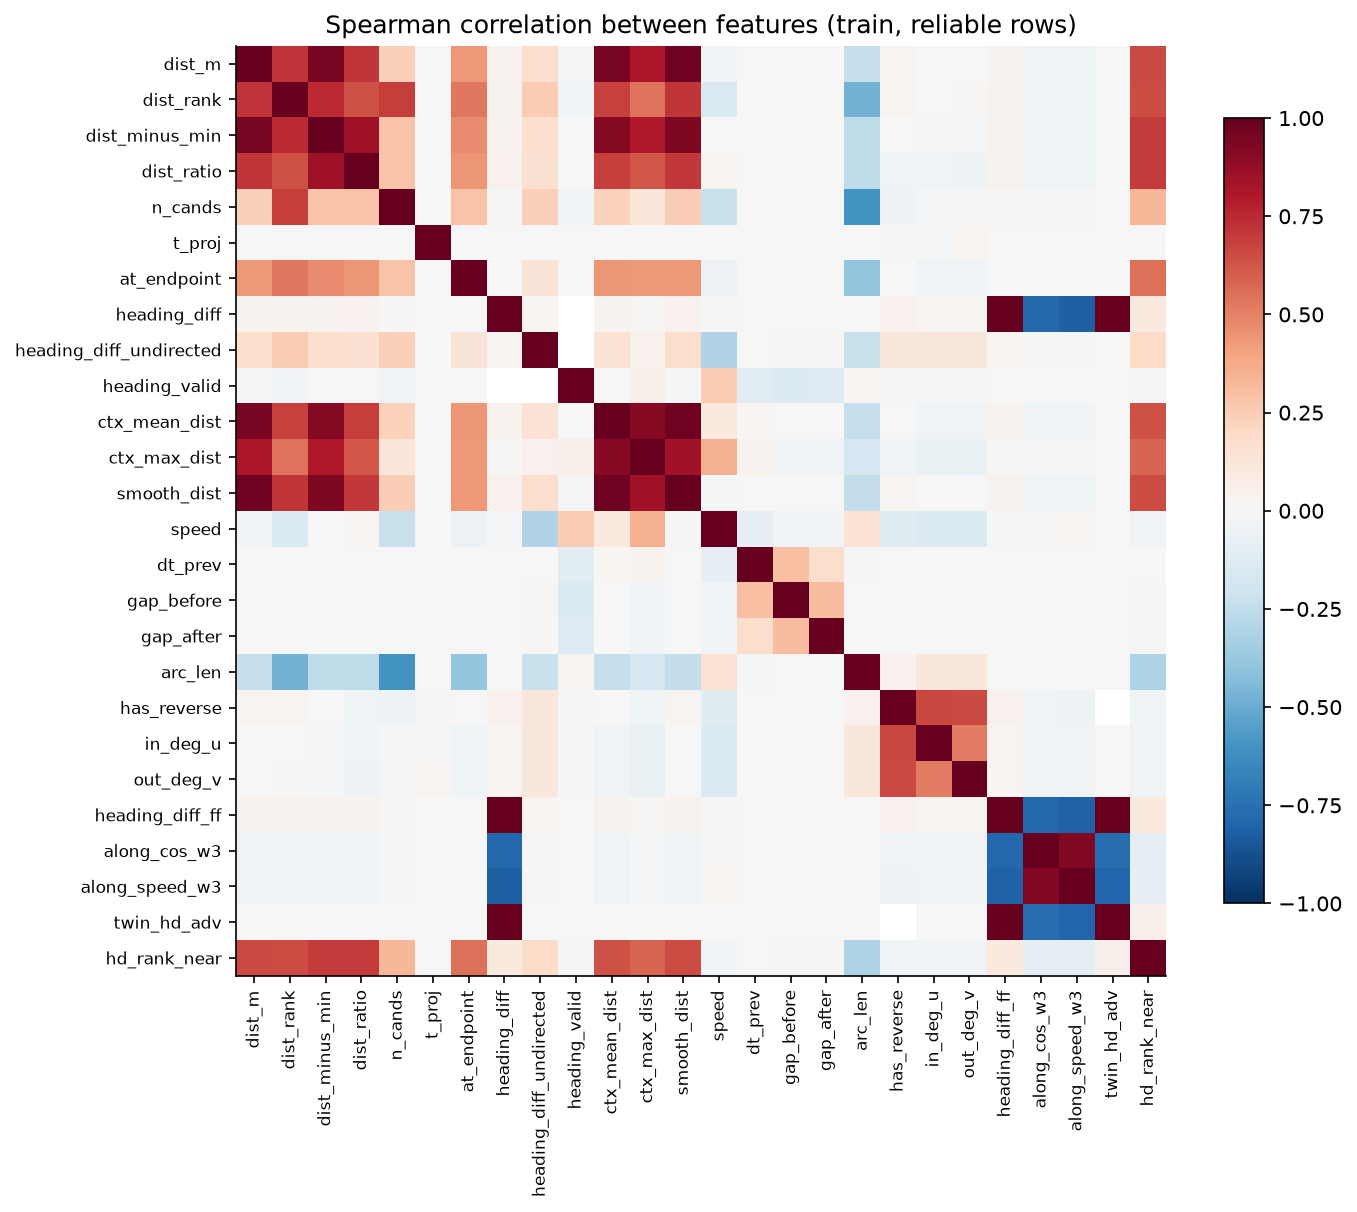 Spearman correlation between features (train, reliable rows)
dist_m
dist_rank
dist_minus_min
dist_ratio
n_cands
t_proj
at_endpoint
heading_diff
heading_diff_undirected
heading_valid
ctx_mean_dist
ctx_max_dist
smooth_dist
speed
dt_prev
gap_before
gap_after
arc_len
has_reverse
in_deg_u
out_deg_v
heading_diff_ff
along_cos_w3
along_speed_w3
twin_hd_adv
hd_rank_near
dist_m
dist_rank
dist_minus_min
dist_ratio
n_cands
t_proj
at_endpoint
heading_diff
heading_diff_undirected
heading_valid
ctx_mean_dist
ctx_max_dist
smooth_dist
speed
dt_prev
gap_before
gap_after
arc_len
has_reverse
in_deg_u
out_deg_v
heading_diff_ff
along_cos_w3
along_speed_w3
twin_hd_adv
hd_rank_near
1.00
0.75
0.50
0.25
0.00
−0.25
−0.50
−0.75
−1.00